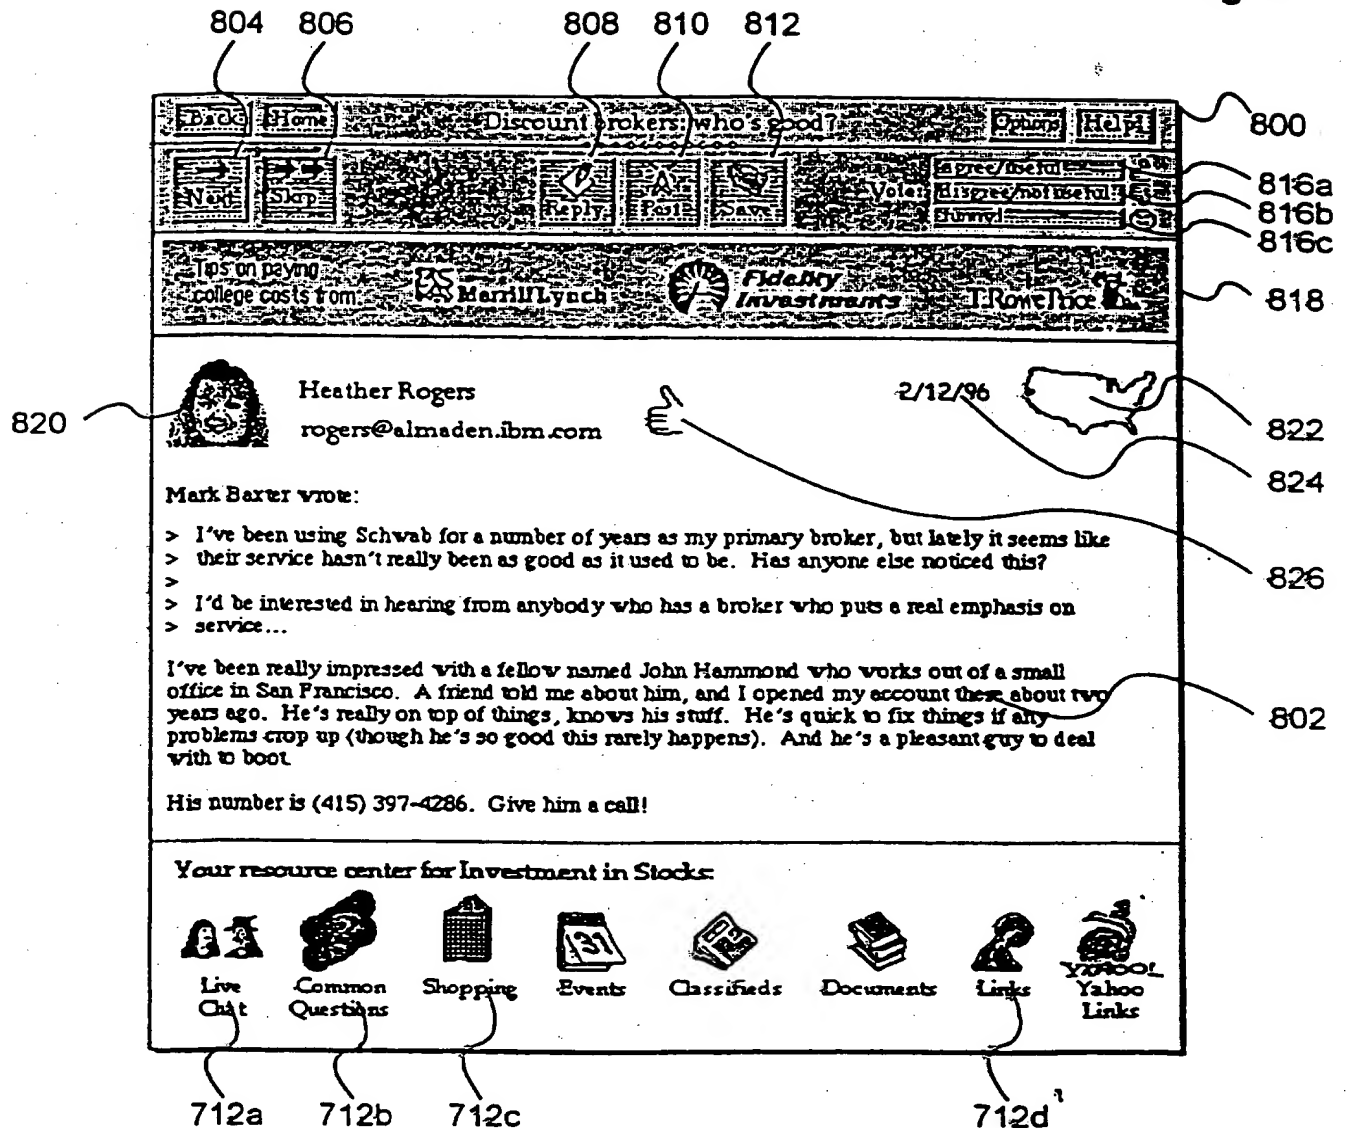 804 806 808 810 812
Back Home Discount brokers: who's good? Options Help! 800
Next Skip Reply Post Save Vote: agree/useful 816a
disgree/not useful 816b
funny! 816c
Tips on paying
college costs from: Merrill Lynch Fidelity Investments T.Rowe Price 818
820 Heather Rogers 2/12/96 822
rogers@almaden.ibm.com 824
Mark Baxter wrote:
> I've been using Schwab for a number of years as my primary broker, but lately it seems like
> their service hasn't really been as good as it used to be. Has anyone else noticed this?
> 826
> I'd be interested in hearing from anybody who has a broker who puts a real emphasis on
> service...
I've been really impressed with a fellow named John Hammond who works out of a small
office in San Francisco. A friend told me about him, and I opened my account there about two
years ago. He's really on top of things, knows his stuff. He's quick to fix things if any 802
problems crop up (though he's so good this rarely happens). And he's a pleasant guy to deal
with to boot.
His number is (415) 397-4286. Give him a call!
Your resource center for Investment in Stocks:
31 YAHOO!
Live Chat Common Questions Shopping Events Classifieds Documents Links Yahoo Links
712a 712b 712c 712d